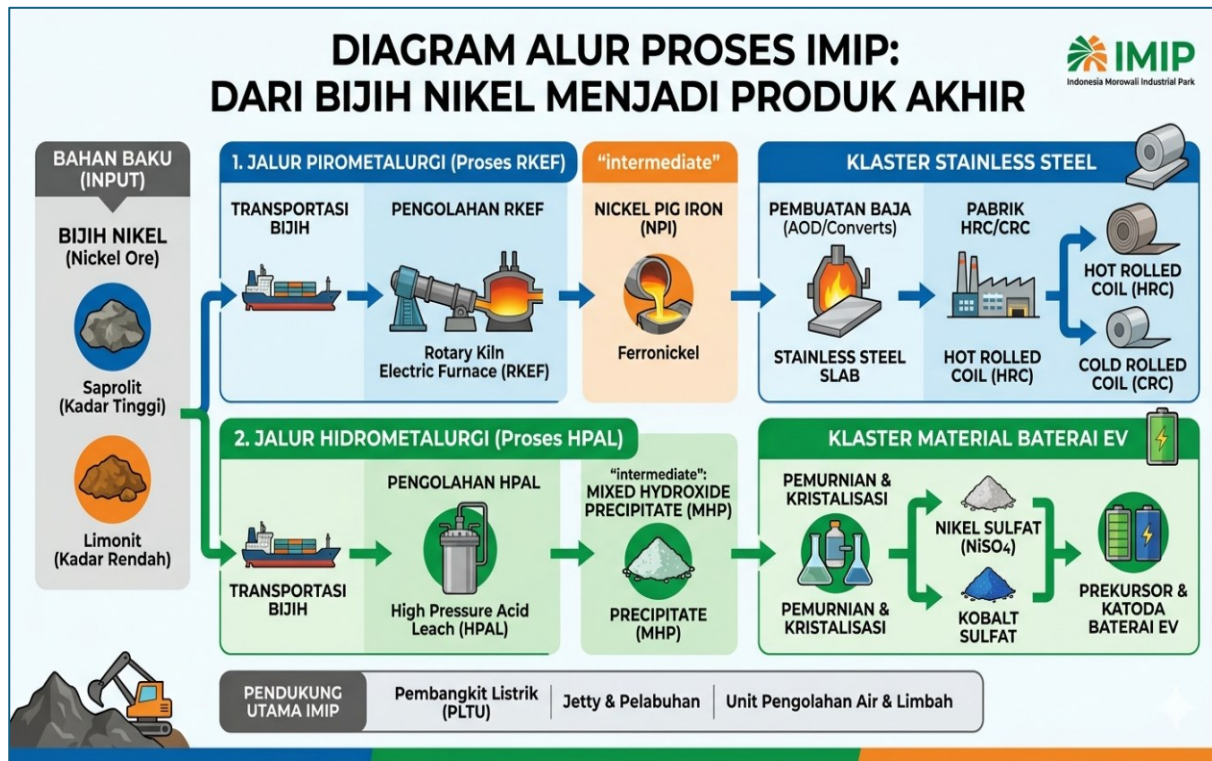 DIAGRAM ALUR PROSES IMIP:
DARI BIJIH NIKEL MENJADI PRODUK AKHIR
IMIP
Indonesia Morowali Industrial Park
BAHAN BAKU
(INPUT)
BIJIH NIKEL
(Nickel Ore)
Saprolit
(Kadar Tinggi)
Limonit
(Kadar Rendah)
1. JALUR PIROMETALURGI (Proses RKEF)
TRANSPORTASI
BIJIH
PENGOLAHAN RKEF
Rotary Kiln
Electric Furnace (RKEF)
“intermediate”
NICKEL PIG IRON
(NPI)
Ferronickel
KLASTER STAINLESS STEEL
PEMBUATAN BAJA
(AOD/Converts)
STAINLESS STEEL
SLAB
PABRIK
HRC/CRC
HOT ROLLED
COIL (HRC)
HOT ROLLED
COIL (HRC)
COLD ROLLED
COIL (CRC)
2. JALUR HIDROMETALURGI (Proses HPAL)
TRANSPORTASI
BIJIH
PENGOLAHAN HPAL
High Pressure Acid
Leach (HPAL)
“intermediate”:
MIXED HYDROXIDE
PRECIPITATE (MHP)
PRECIPITATE
(MHP)
KLASTER MATERIAL BATERAI EV
PEMURNIAN &
KRISTALISASI
PEMURNIAN &
KRISTALISASI
NIKEL SULFAT
(NiSO₄)
KOBALT
SULFAT
PREKURSOR &
KATODA
BATERAI EV
PENDUKUNG
UTAMA IMIP
Pembangkit Listrik
(PLTU)
Jetty & Pelabuhan
Unit Pengolahan Air & Limbah